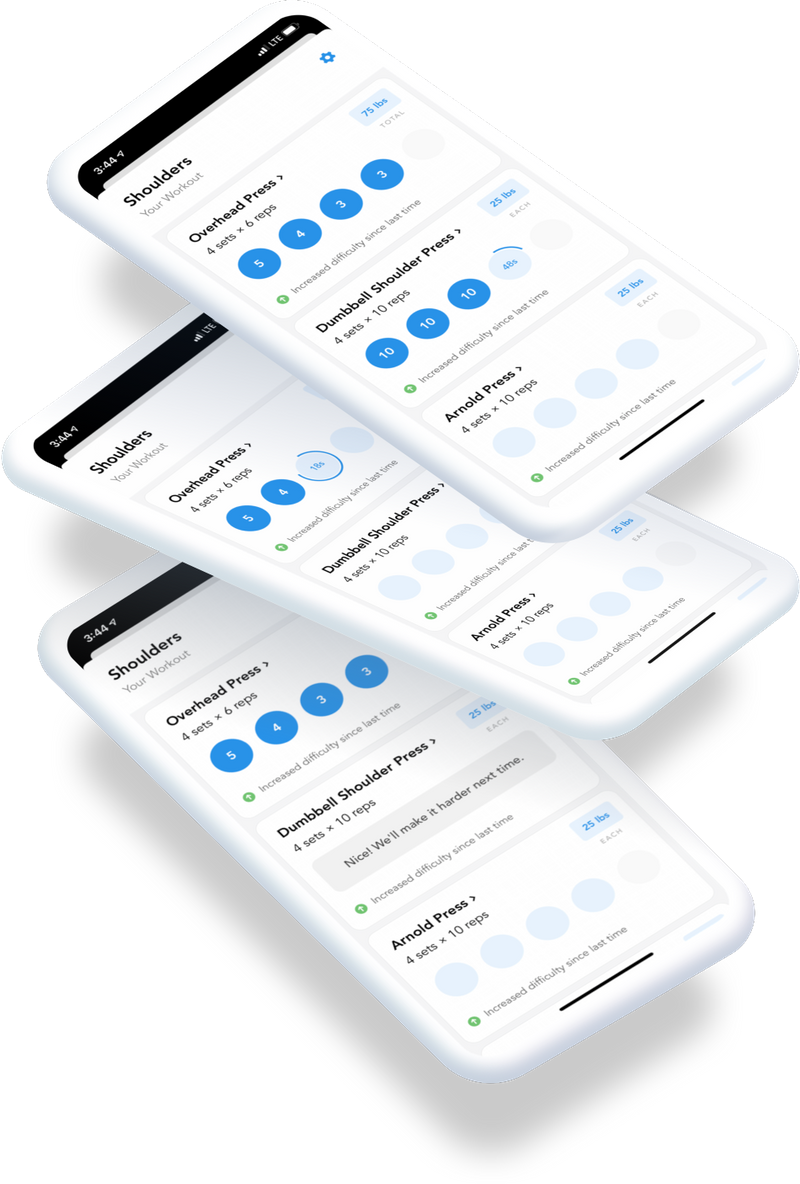 3:44
LTE
Shoulders
Your Workout
75 lbs
TOTAL
Overhead Press ›
4 sets × 6 reps
5 4 3 3
Increased difficulty since last time
25 lbs
EACH
Dumbbell Shoulder Press ›
4 sets × 10 reps
10 10 10 48s
Increased difficulty since last time
25 lbs
EACH
Arnold Press ›
4 sets × 10 reps
Increased difficulty since last time
3:44
LTE
Shoulders
Your Workout
Overhead Press ›
4 sets × 6 reps
5 4 18s
Increased difficulty since last time
Dumbbell Shoulder Press ›
4 sets × 10 reps
Increased difficulty since last
25 lbs
EACH
Arnold Press ›
4 sets × 10 reps
Increased difficulty since last time
3:44
Shoulders
Your Workout
Overhead Press ›
4 sets × 6 reps
5 4 3 3
Increased difficulty since last time
25 lbs
EACH
Dumbbell Shoulder Press ›
4 sets × 10 reps
Nice! We'll make it harder next time.
Increased difficulty since last time
25 lbs
EACH
Arnold Press ›
4 sets × 10 reps
Increased difficulty since last time